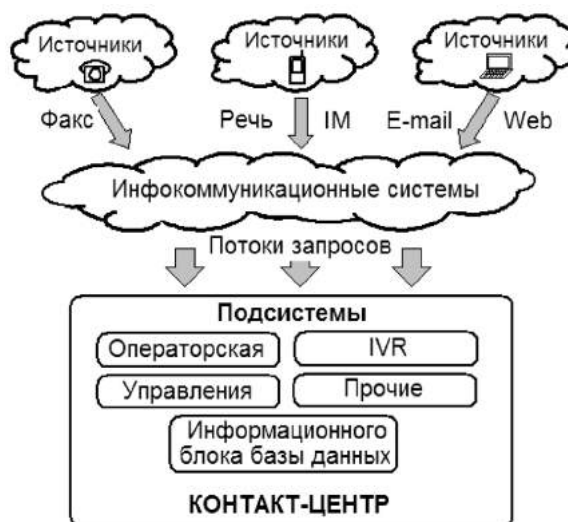 Источники Источники Источники
Факс Речь IM E-mail Web
Инфокоммуникационные системы
Потоки запросов
Подсистемы
Операторская IVR
Управления Прочие
Информационного
блока базы данных
КОНТАКТ-ЦЕНТР